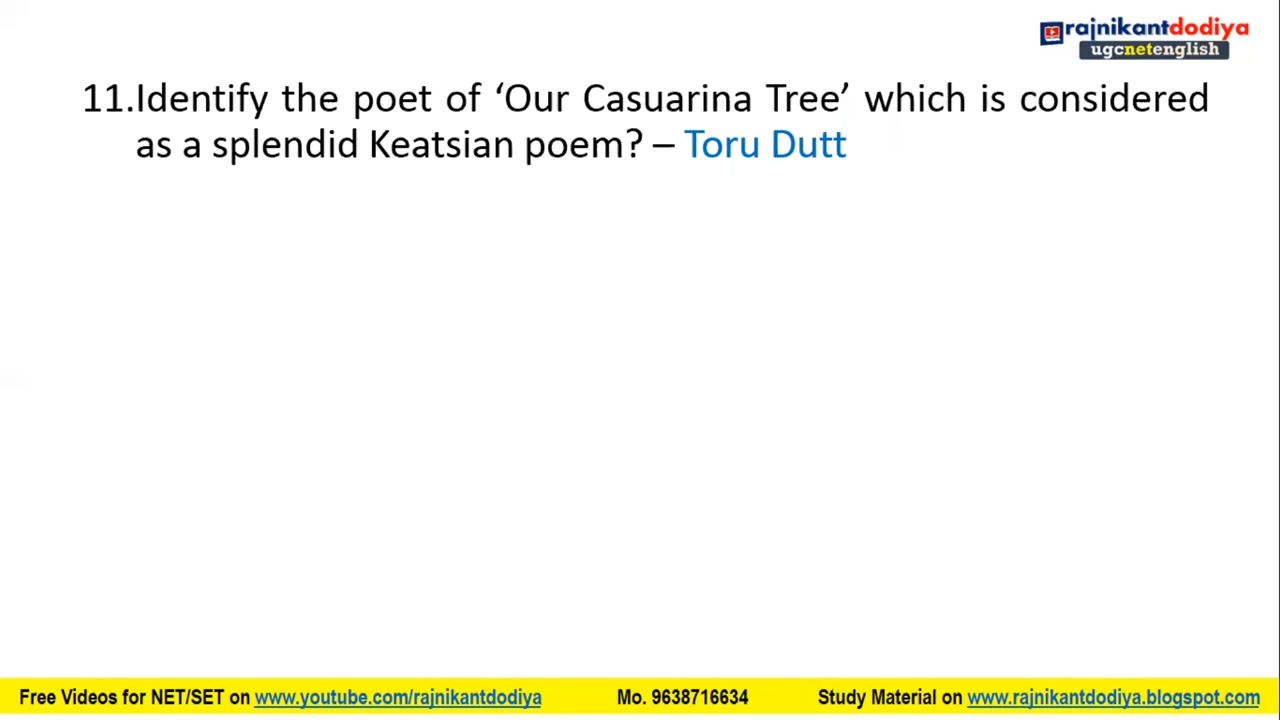 rajnikantdodiya
ugcnetenglish
11.Identify the poet of ‘Our Casuarina Tree’ which is considered
as a splendid Keatsian poem? – Toru Dutt
Free Videos for NET/SET on www.youtube.com/rajnikantdodiya Mo. 9638716634 Study Material on www.rajnikantdodiya.blogspot.com